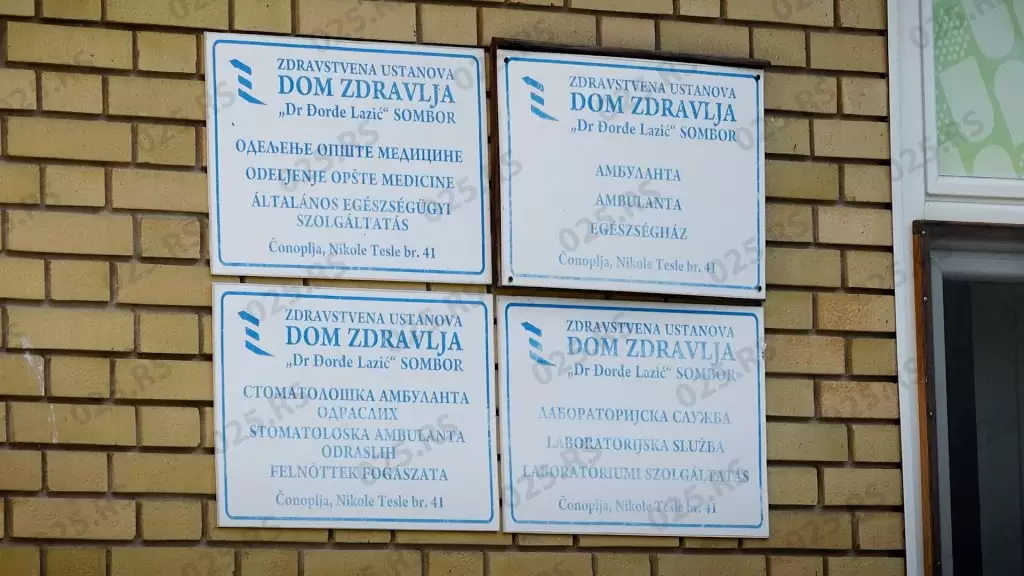 ZDRAVSTVENA USTANOVA
DOM ZDRAVLJA
„Dr Đorđe Lazić“ SOMBOR
ОДЕЉЕЊЕ ОПШТЕ МЕДИЦИНЕ
ODELJENJE OPŠTE MEDICINE
ÁLTALÁNOS EGÉSZSÉGÜGYI
SZOLGÁLTATÁS
Čonoplja, Nikole Tesle br. 41
ZDRAVSTVENA USTANOVA
DOM ZDRAVLJA
„Dr Đorđe Lazić“ SOMBOR
АМБУЛАНТА
AMBULANTA
EGÉSZSÉGHÁZ
Čonoplja, Nikole Tesle br. 41
ZDRAVSTVENA USTANOVA
DOM ZDRAVLJA
„Dr Đorđe Lazić“ SOMBOR
СТОМАТОЛОШКА АМБУЛАНТА
ОДРАСЛИХ
STOMATOLOSKA AMBULANTA
ODRASLIH
FELNŐTTEK FOGÁSZATA
Čonoplja, Nikole Tesle br. 41
ZDRAVSTVENA USTANOVA
DOM ZDRAVLJA
„Dr Đorđe Lazić“ SOMBOR
ЛАБОРАТОРИЈСКА СЛУЖБА
LABORATORIJSKA SLUŽBA
LABORATÓRIUMI SZOLGÁLTATÁS
Čonoplja, Nikole Tesle br. 41
025.RS